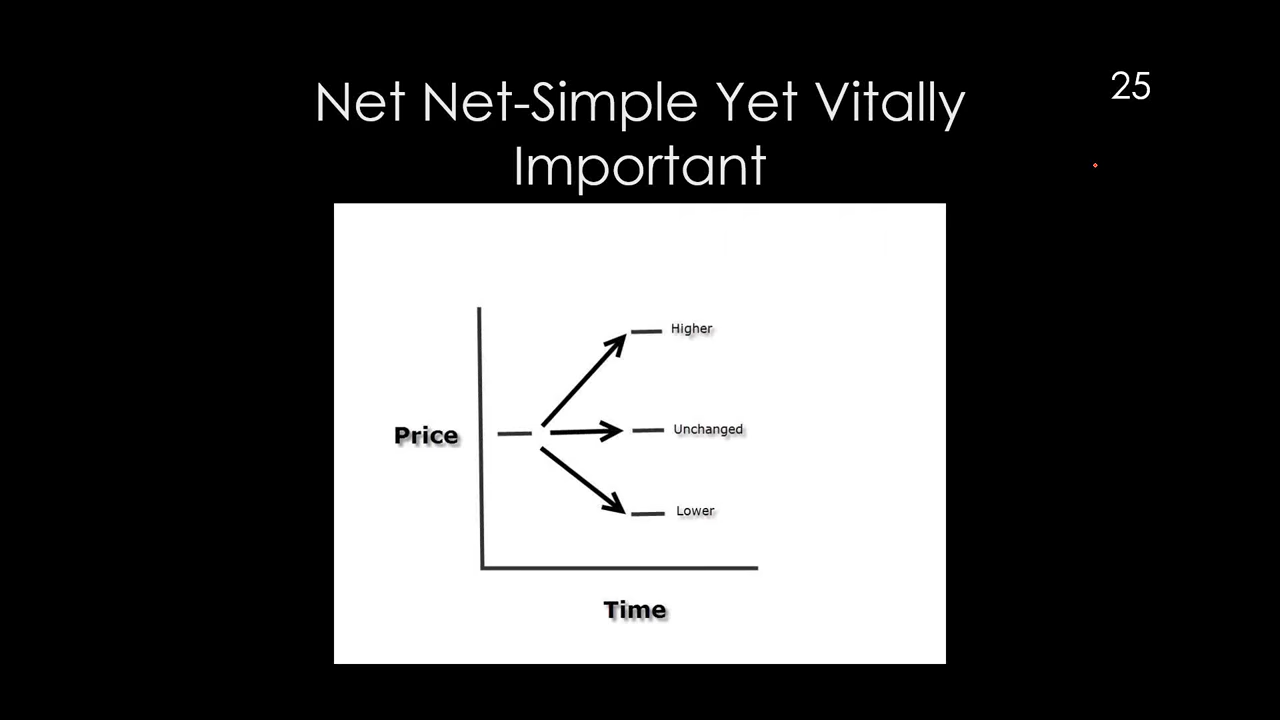 Net Net-Simple Yet Vitally
Important
25
Higher
Price
Unchanged
Lower
Time